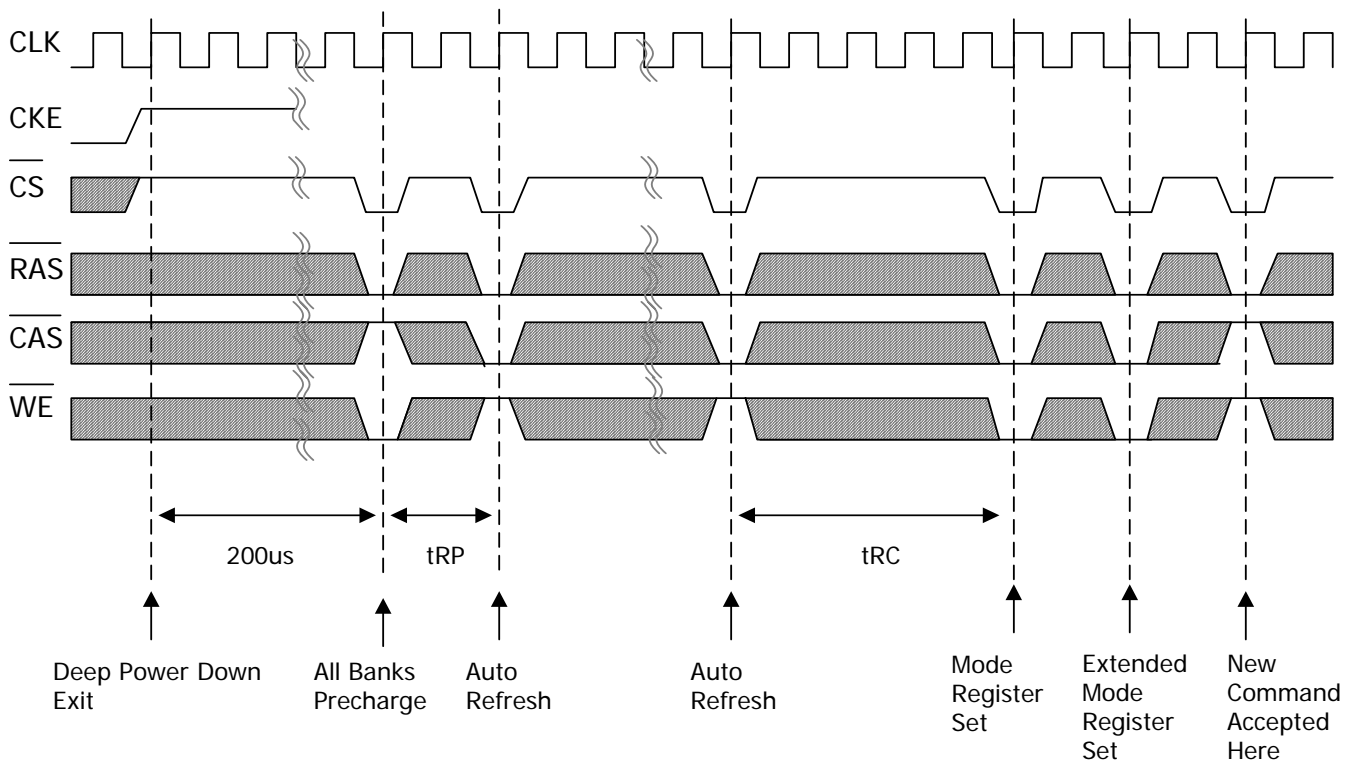 CLK
CKE
CS
RAS
CAS
WE
200us
tRP
tRC
Deep Power Down
Exit
All Banks
Precharge
Auto
Refresh
Auto
Refresh
Mode
Register
Set
Extended
Mode
Register
Set
New
Command
Accepted
Here